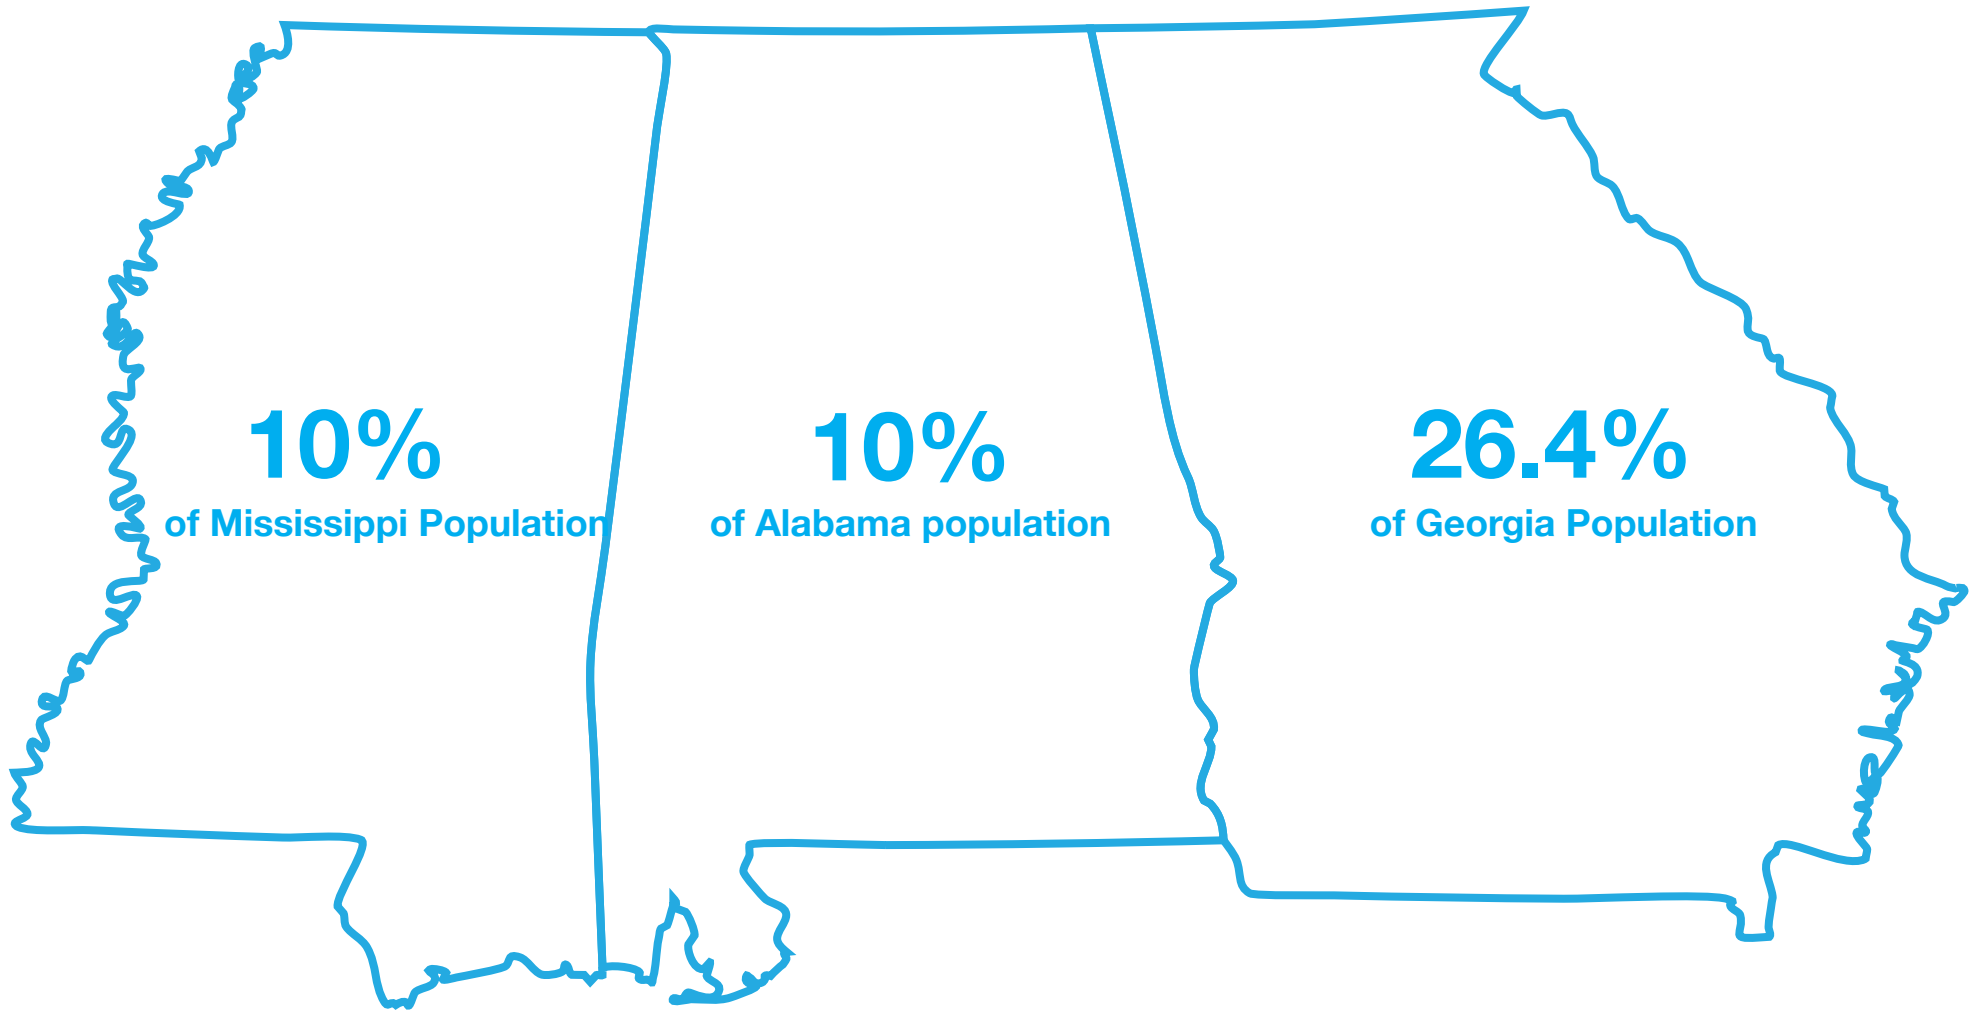 10%
of Mississippi Population
10%
of Alabama population
26.4%
of Georgia Population